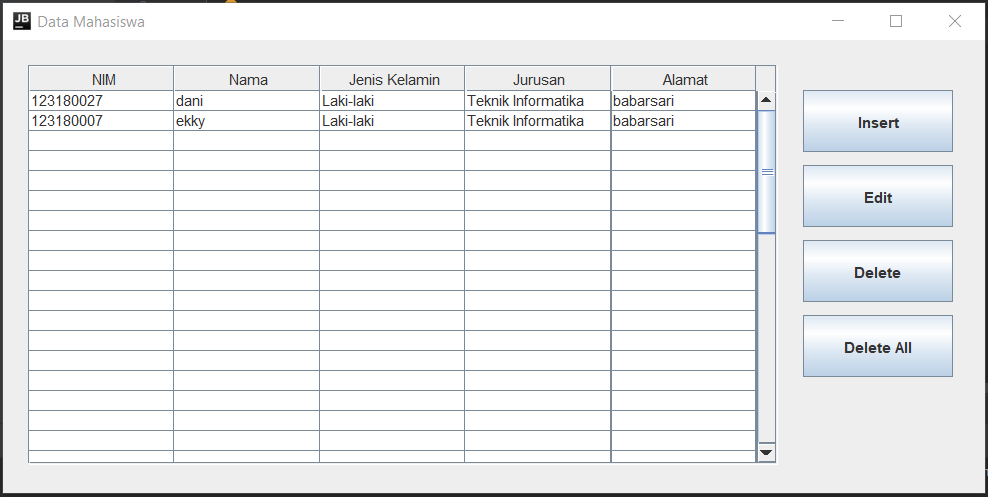 JB Data Mahasiswa
NIM Nama Jenis Kelamin Jurusan Alamat
123180027 dani Laki-laki Teknik Informatika babarsari
123180007 ekky Laki-laki Teknik Informatika babarsari
Insert
Edit
Delete
Delete All